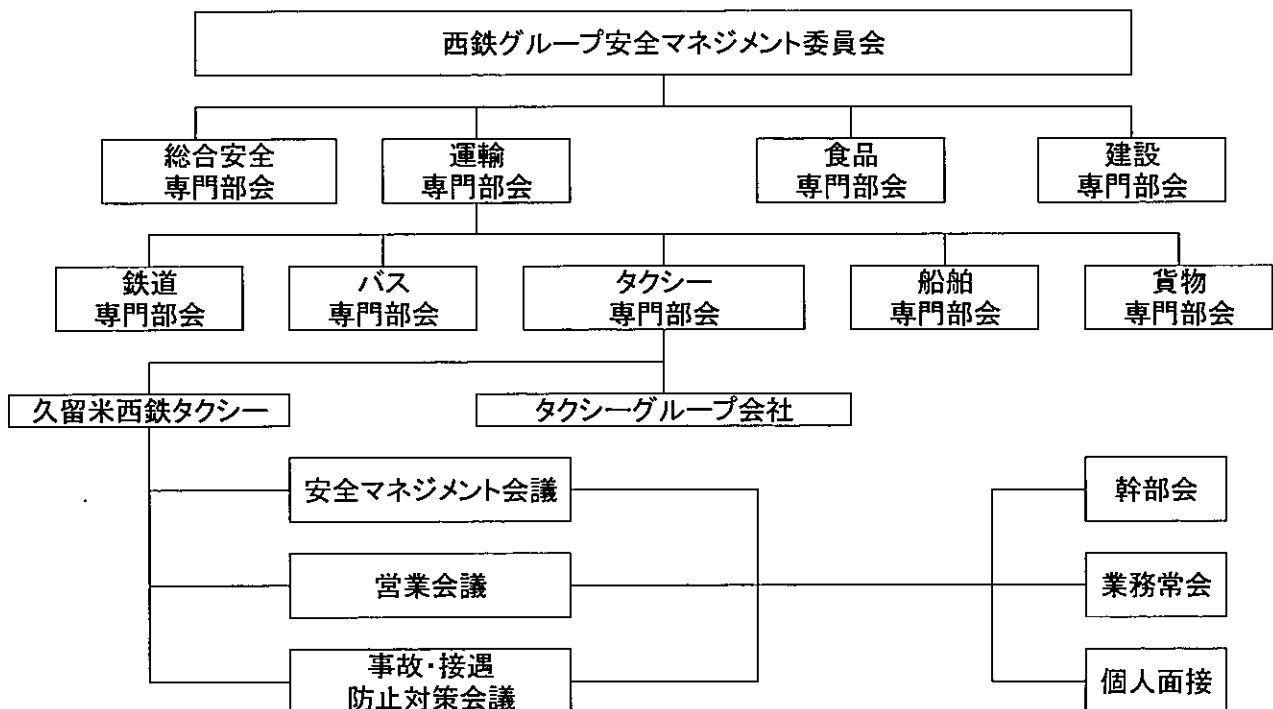 西鉄グループ安全マネジメント委員会
総合安全
専門部会
運輸
専門部会
食品
専門部会
建設
専門部会
鉄道
専門部会
バス
専門部会
タクシー
専門部会
船舶
専門部会
貨物
専門部会
久留米西鉄タクシー
タクシーグループ会社
安全マネジメント会議
幹部会
営業会議
業務常会
事故・接遇
防止対策会議
個人面接